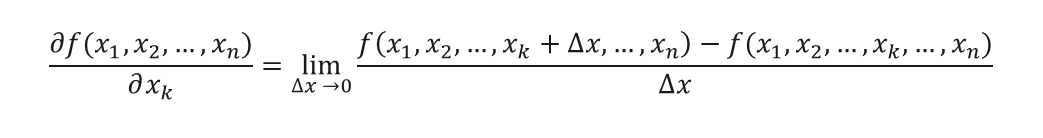 ∂f(x₁, x₂, …, xₙ)/∂xₖ = lim_{Δx→0} (f(x₁, x₂, …, xₖ + Δx, …, xₙ) − f(x₁, x₂, …, xₖ, …, xₙ))/Δx